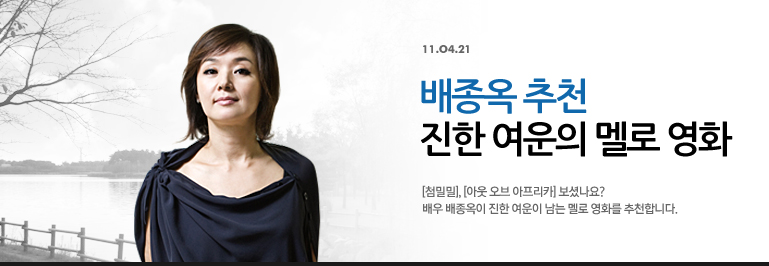 11.04.21
배종옥 추천
진한 여운의 멜로 영화
[첨밀밀], [아웃 오브 아프리카] 보셨나요?
배우 배종옥이 진한 여운이 남는 멜로 영화를 추천합니다.